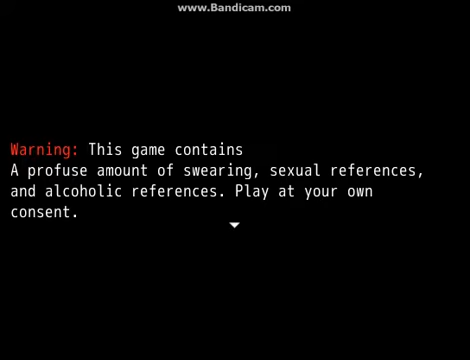 www.Bandicam.com
Warning: This game contains
A profuse amount of swearing, sexual references,
and alcoholic references. Play at your own
consent.